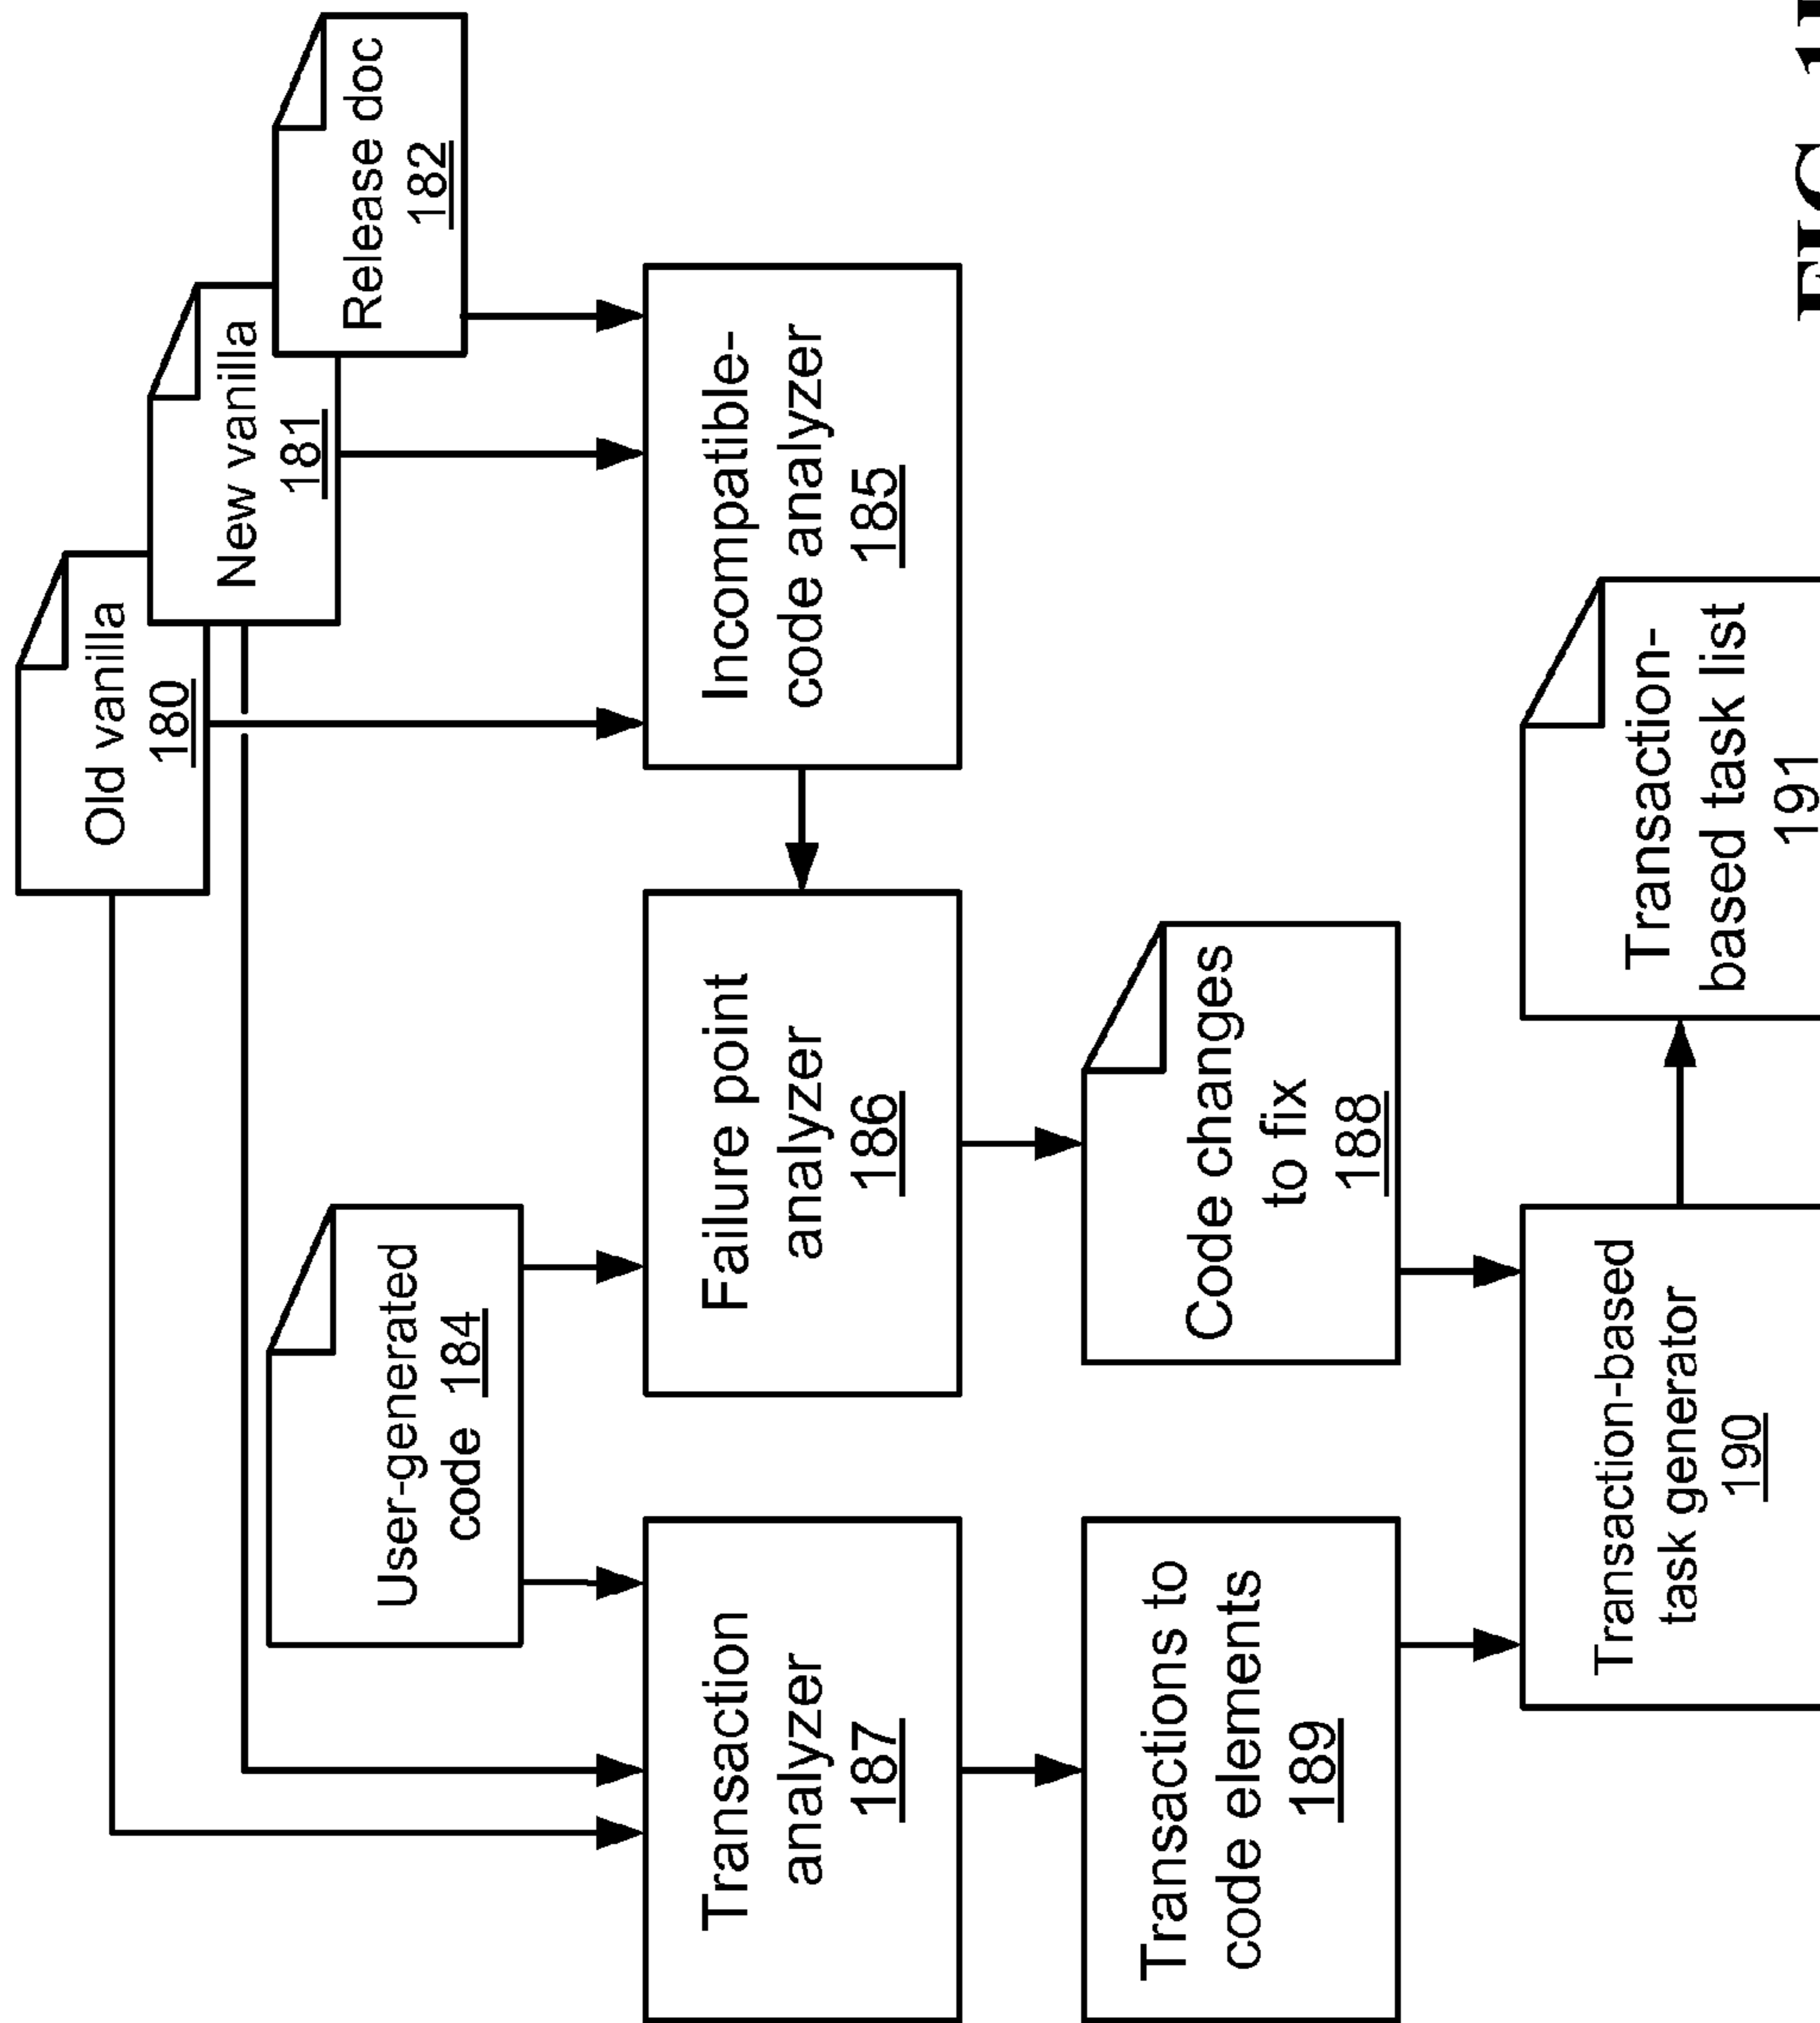 Old vanilla
180
New vanilla
181
Release doc
182
User-generated
code 184
Transaction
analyzer
187
Failure point
analyzer
186
Incompatible-
code analyzer
185
Transactions to
code elements
189
Code changes
to fix
188
Transaction-based
task generator
190
Transaction-
based task list
191